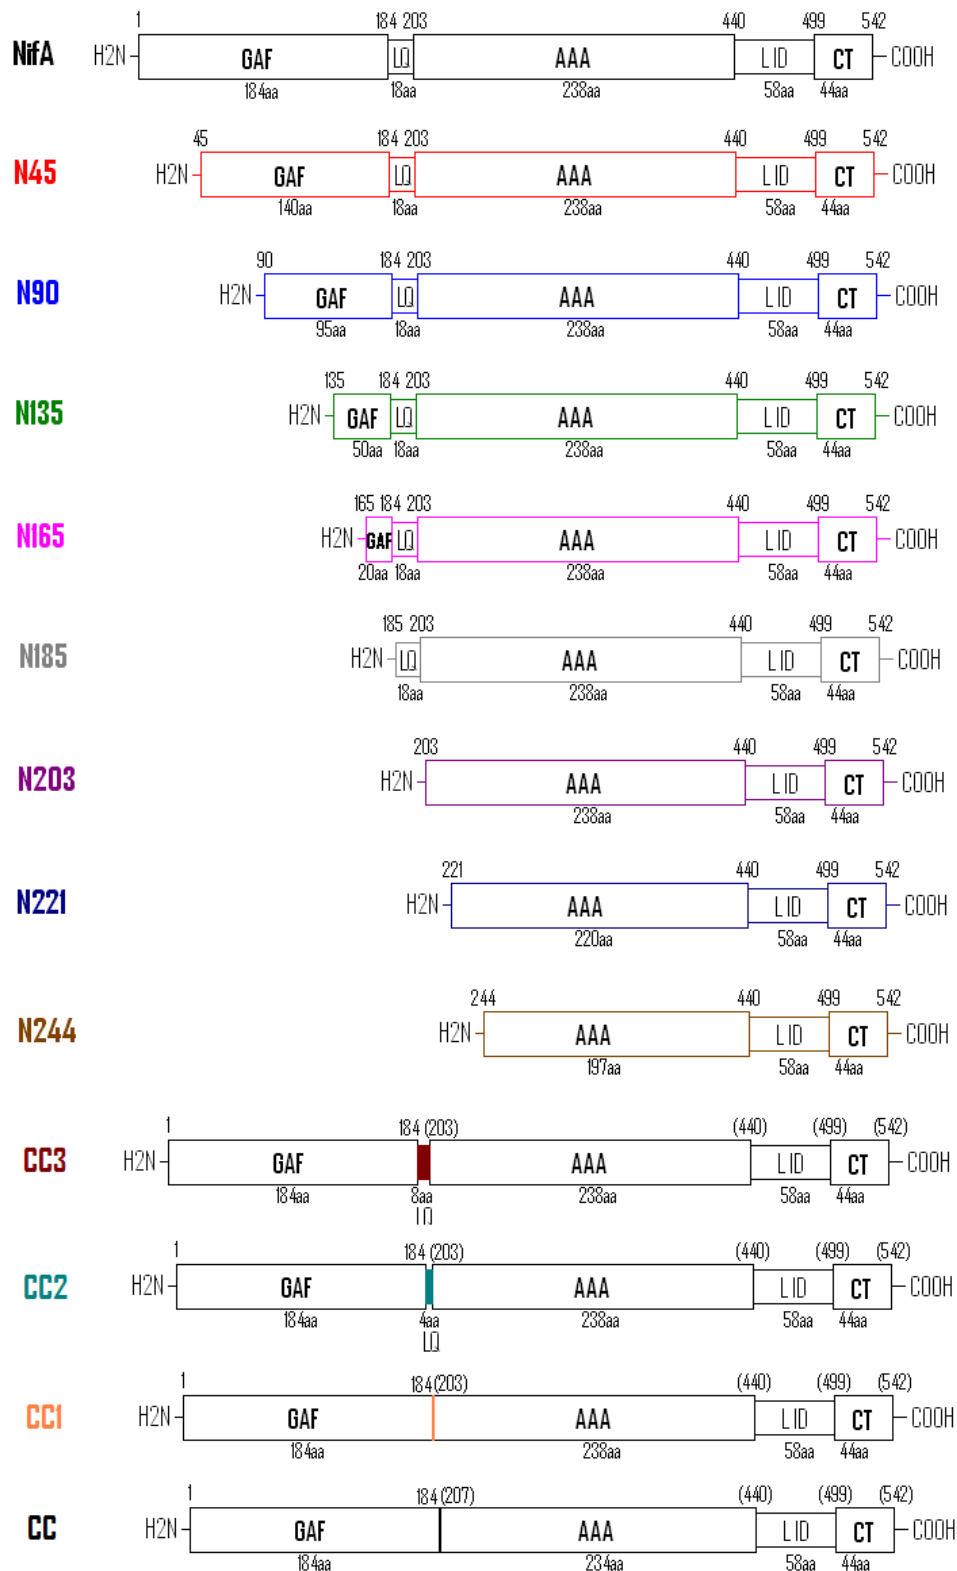 1 184 203 440 499 542
NifA H2N GAF LQ AAA LID CT COOH
184aa 18aa 238aa 58aa 44aa
45 184 203 440 499 542
N45 H2N GAF LQ AAA LID CT COOH
140aa 18aa 238aa 58aa 44aa
90 184 203 440 499 542
N90 H2N GAF LQ AAA LID CT COOH
95aa 18aa 238aa 58aa 44aa
135 184 203 440 499 542
N135 H2N GAF LQ AAA LID CT COOH
50aa 18aa 238aa 58aa 44aa
165 184 203 440 499 542
N165 H2N GAF LQ AAA LID CT COOH
20aa 18aa 238aa 58aa 44aa
185 203 440 499 542
N185 H2N LQ AAA LID CT COOH
18aa 238aa 58aa 44aa
203 440 499 542
N203 H2N AAA LID CT COOH
238aa 58aa 44aa
221 440 499 542
N221 H2N AAA LID CT COOH
220aa 58aa 44aa
244 440 499 542
N244 H2N AAA LID CT COOH
197aa 58aa 44aa
1 184 (203) (440) (499) (542)
CC3 H2N GAF AAA LID CT COOH
184aa 8aa 238aa 58aa 44aa
LQ
1 184 (203) (440) (499) (542)
CC2 H2N GAF AAA LID CT COOH
184aa 4aa 238aa 58aa 44aa
LQ
1 184(203) (440) (499) (542)
CC1 H2N GAF AAA LID CT COOH
184aa 238aa 58aa 44aa
1 184 (207) (440) (499) (542)
CC H2N GAF AAA LID CT COOH
184aa 234aa 58aa 44aa